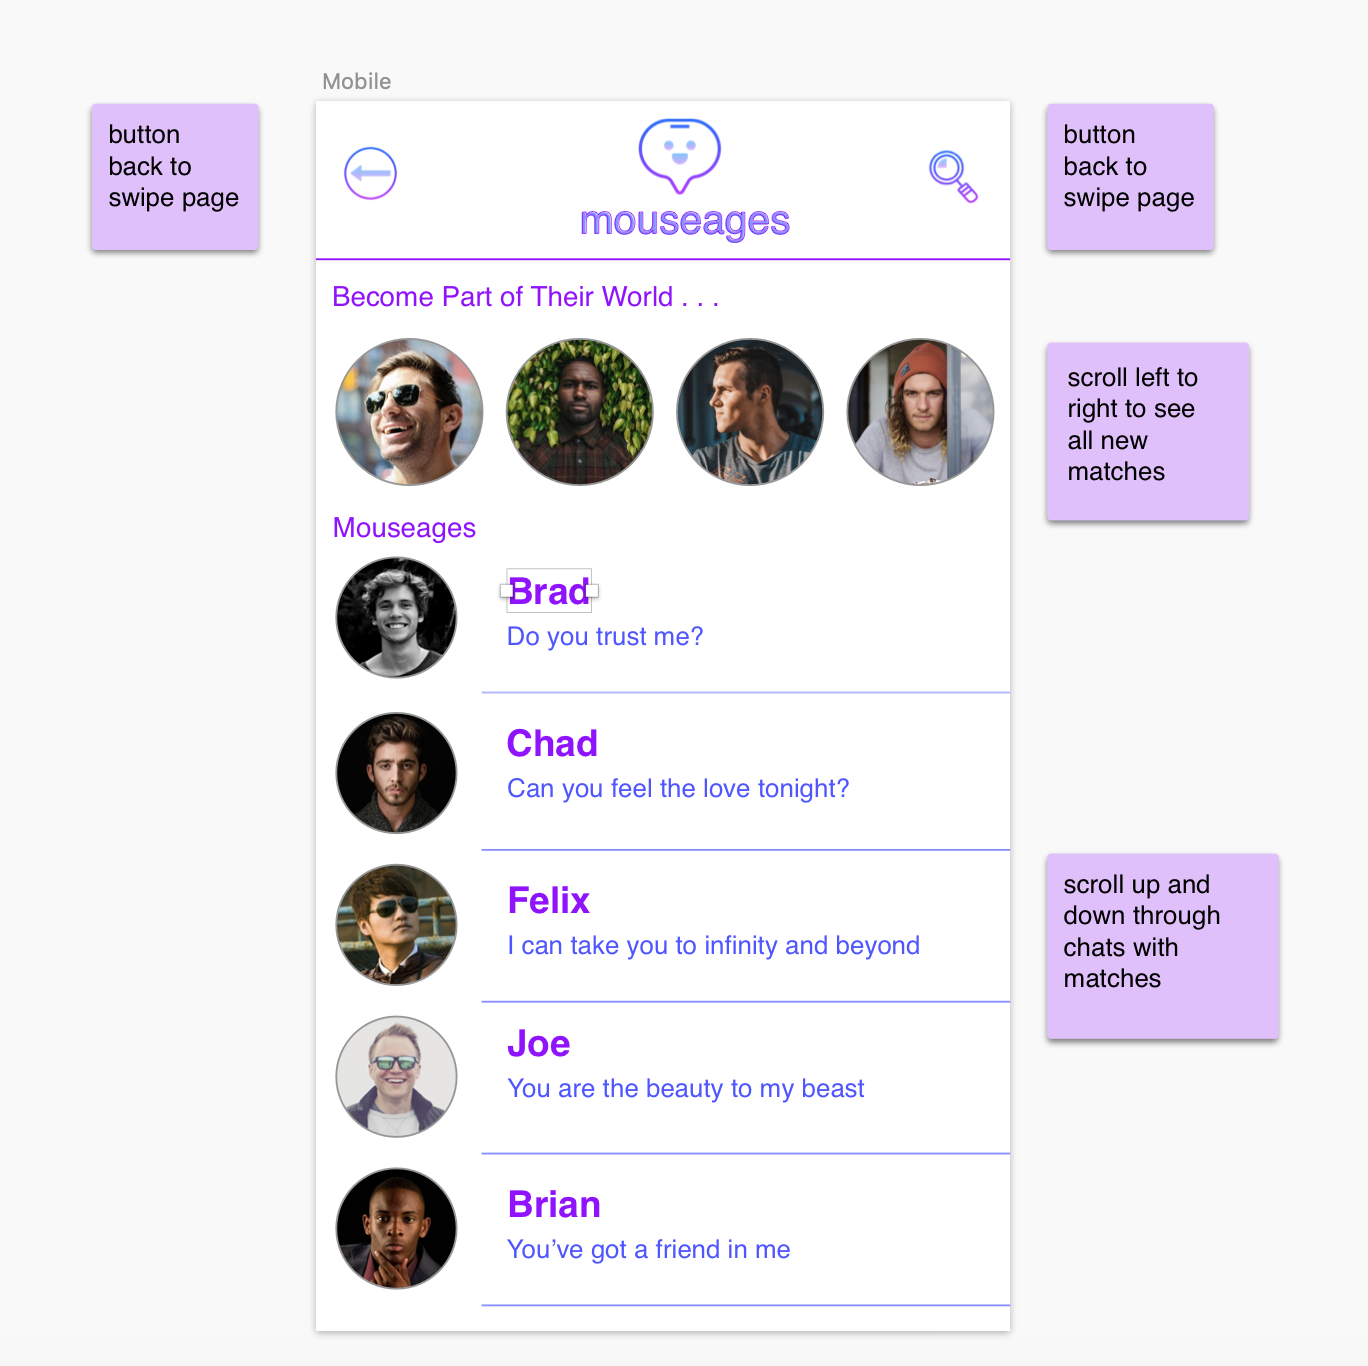 Mobile
button
back to
swipe page
mouseages
button
back to
swipe page
Become Part of Their World . . .
scroll left to
right to see
all new
matches
Mouseages
Brad
Do you trust me?
Chad
Can you feel the love tonight?
Felix
I can take you to infinity and beyond
scroll up and
down through
chats with
matches
Joe
You are the beauty to my beast
Brian
You’ve got a friend in me